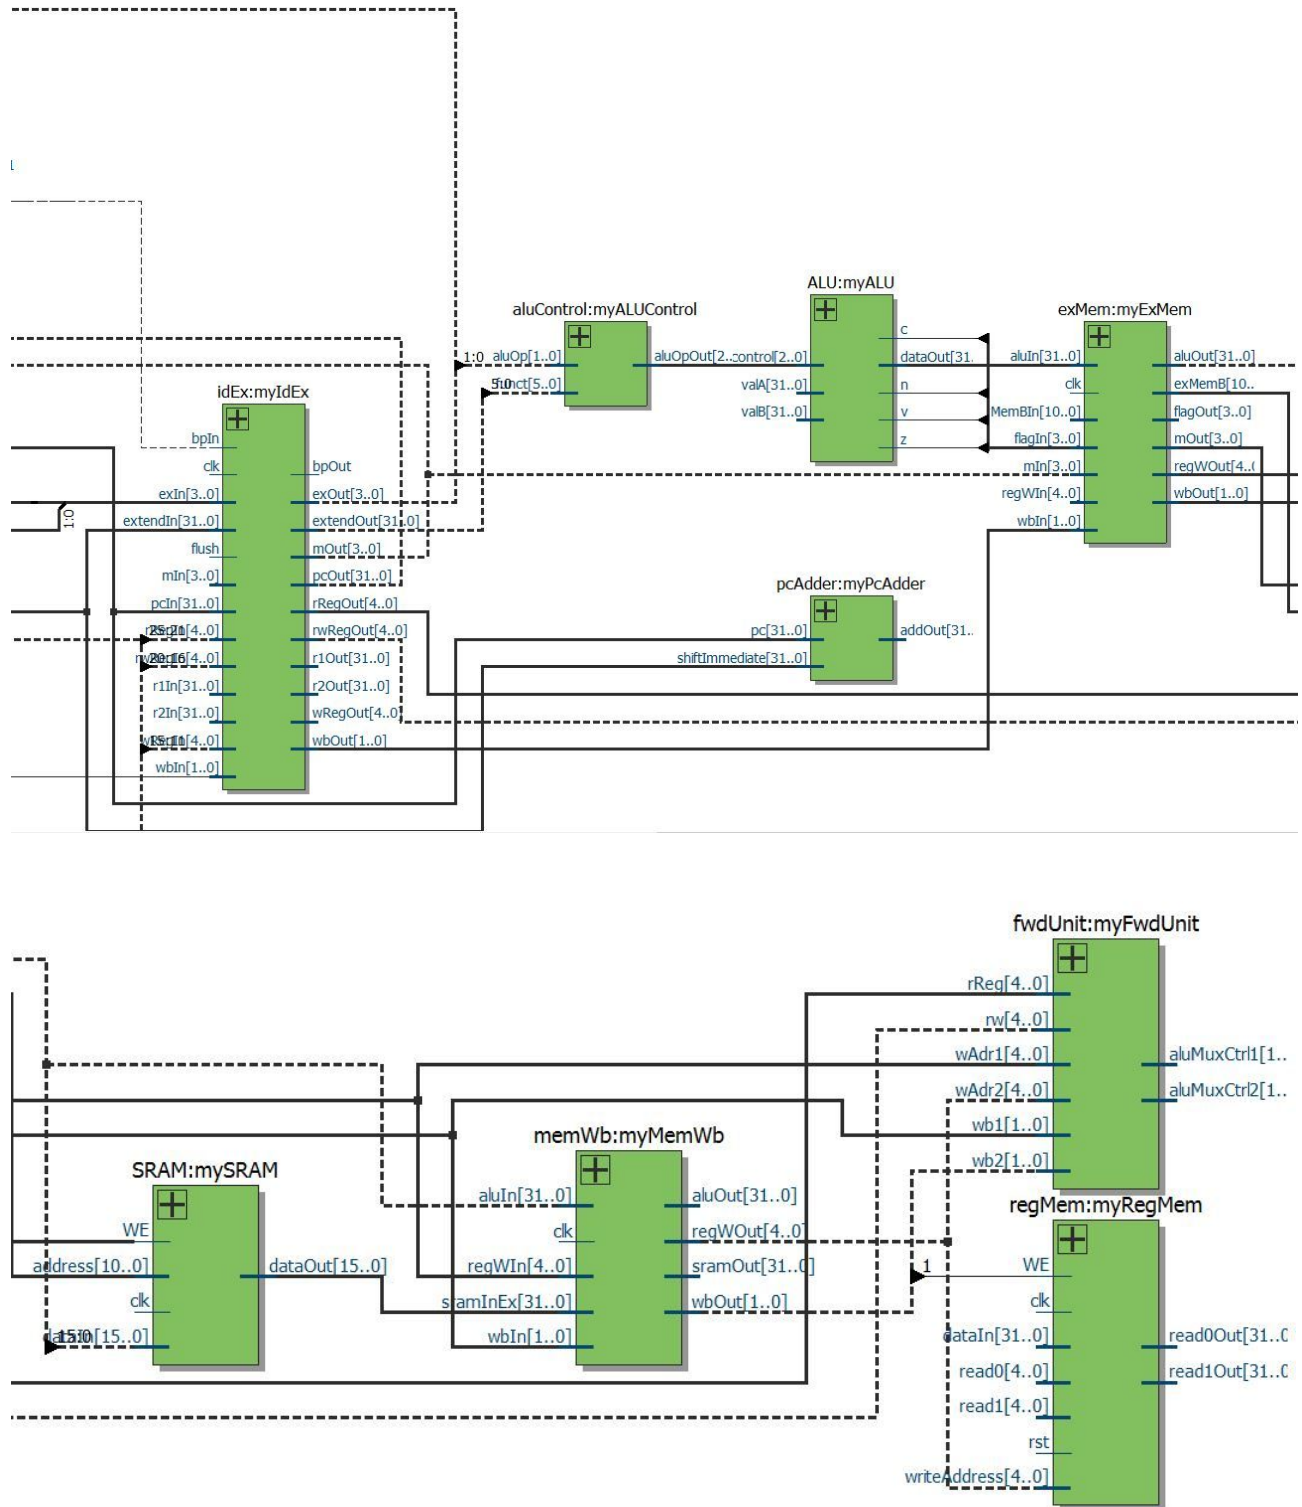 aluControl:myALUControl
1:0
aluOp[1..0]
aluOpOut[2..
ALU:myALU
control[2..0]
valA[31..0]
valB[31..0]
c
dataOut[31.
n
v
z
exMem:myExMem
aluIn[31..0]
clk
MemBIn[10..0]
flagIn[3..0]
mIn[3..0]
regWIn[4..0]
wbIn[1..0]
aluOut[31..0]
exMemB[10..
flagOut[3..0]
mOut[3..0]
regWOut[4..(
wbOut[1..0]
idEx:myIdEx
bpIn
clk
exIn[3..0]
1:0
extendIn[31..0]
flush
mIn[3..0]
pcIn[31..0]
r1In[31..0]
r2In[31..0]
wbIn[1..0]
bpOut
exOut[3..0]
extendOut[31..0]
mOut[3..0]
pcOut[31..0]
rRegOut[4..0]
rwRegOut[4..0]
r1Out[31..0]
r2Out[31..0]
wRegOut[4..0]
wbOut[1..0]
pcAdder:myPcAdder
pc[31..0]
shiftImmediate[31..0]
addOut[31.
fwdUnit:myFwdUnit
rReg[4..0]
rw[4..0]
wAdr1[4..0]
wAdr2[4..0]
wb1[1..0]
wb2[1..0]
aluMuxCtrl1[1..
aluMuxCtrl2[1..
memWb:myMemWb
aluIn[31..0]
clk
regWIn[4..0]
sramInEx[31..0]
wbIn[1..0]
aluOut[31..0]
regWOut[4..0]
sramOut[31..0]
wbOut[1..0]
SRAM:mySRAM
WE
address[10..0]
clk
dataIn[15..0]
15:0
dataOut[15..0]
regMem:myRegMem
1
WE
clk
dataIn[31..0]
read0[4..0]
read1[4..0]
rst
writeAddress[4..0]
read0Out[31..0
read1Out[31..0